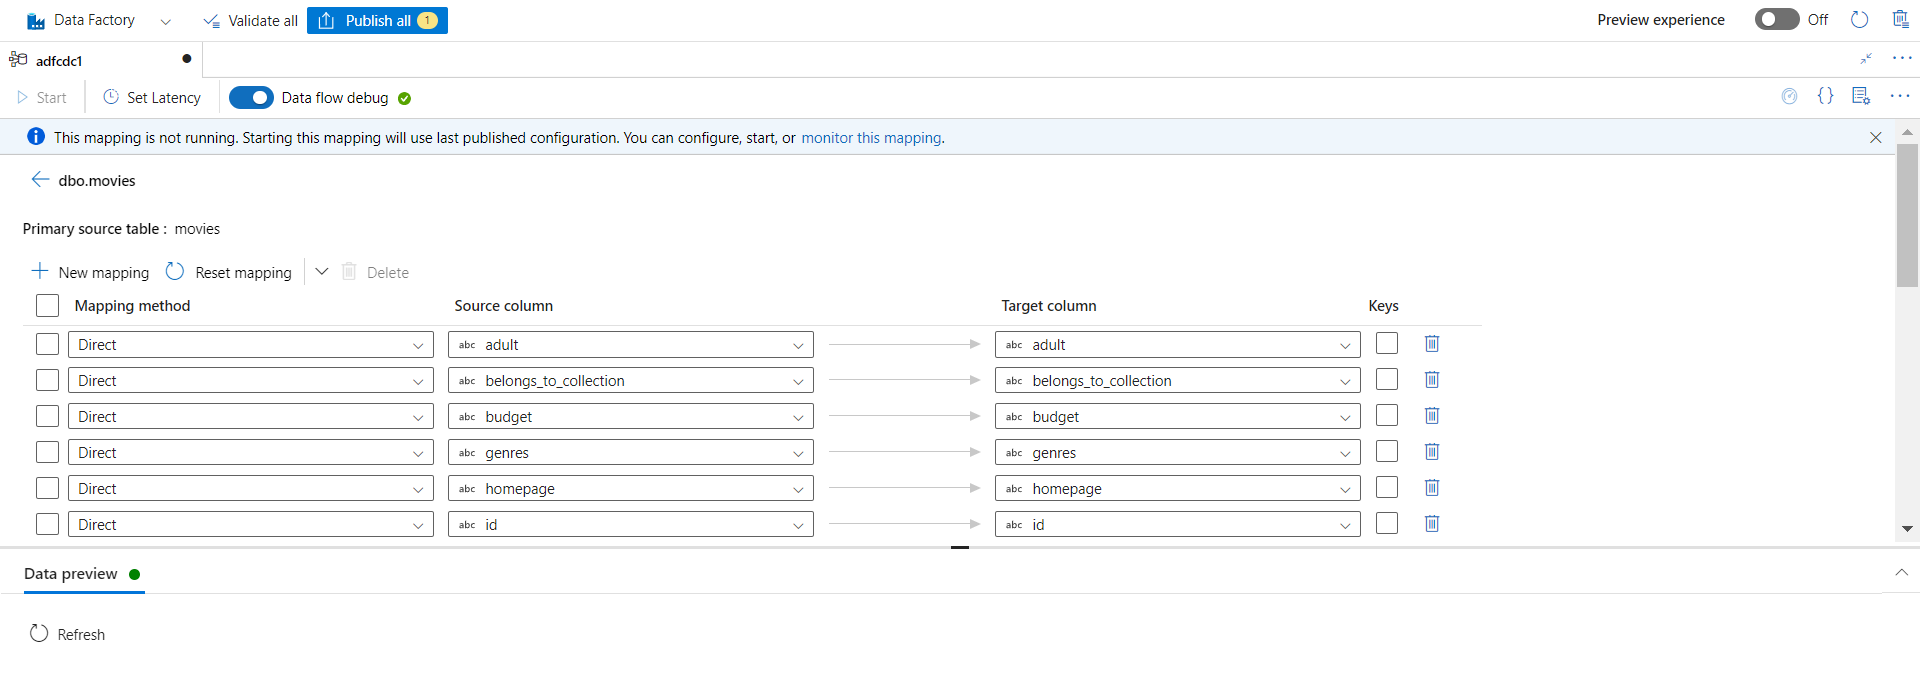 Data Factory
Validate all
Publish all 1
Preview experience Off
adfcdc1
Start
Set Latency
Data flow debug
This mapping is not running. Starting this mapping will use last published configuration. You can configure, start, or monitor this mapping.
dbo.movies
Primary source table : movies
New mapping
Reset mapping
Delete
Mapping method Source column Target column Keys
Direct abc adult abc adult
Direct abc belongs_to_collection abc belongs_to_collection
Direct abc budget abc budget
Direct abc genres abc genres
Direct abc homepage abc homepage
Direct abc id abc id
Data preview
Refresh